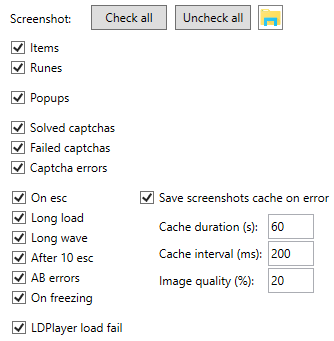 Screenshot: Check all Uncheck all
Items
Runes
Popups
Solved captchas
Failed captchas
Captcha errors
On esc
Save screenshots cache on error
Long load
Cache duration (s): 60
Long wave
Cache interval (ms): 200
After 10 esc
Image quality (%): 20
AB errors
On freezing
LDPlayer load fail